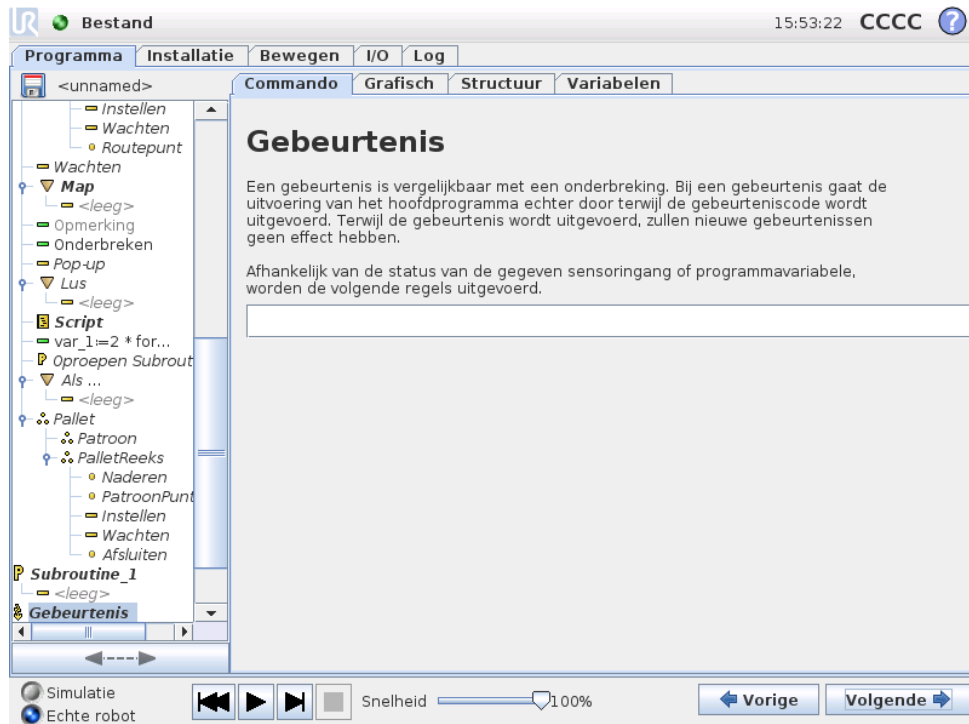 UR Bestand 15:53:22 CCCC ?
Programma Installatie Bewegen I/O Log
<unnamed>
Commando Grafisch Structuur Variabelen
Instellen
Wachten
Routepunt
Wachten
Map
<leeg>
Opmerking
Onderbreken
Pop-up
Lus
<leeg>
Script
var_1:=2 * for...
Oproepen Subrout
Als ...
<leeg>
Pallet
Patroon
PalletReeks
Naderen
PatroonPunt
Instellen
Wachten
Afsluiten
Subroutine_1
<leeg>
Gebeurtenis
Gebeurtenis
Een gebeurtenis is vergelijkbaar met een onderbreking. Bij een gebeurtenis gaat de
uitvoering van het hoofdprogramma echter door terwijl de gebeurteniscode wordt
uitgevoerd. Terwijl de gebeurtenis wordt uitgevoerd, zullen nieuwe gebeurtenissen
geen effect hebben.
Afhankelijk van de status van de gegeven sensoringang of programmavariabele,
worden de volgende regels uitgevoerd.
Simulatie
Echte robot
Snelheid 100%
Vorige Volgende